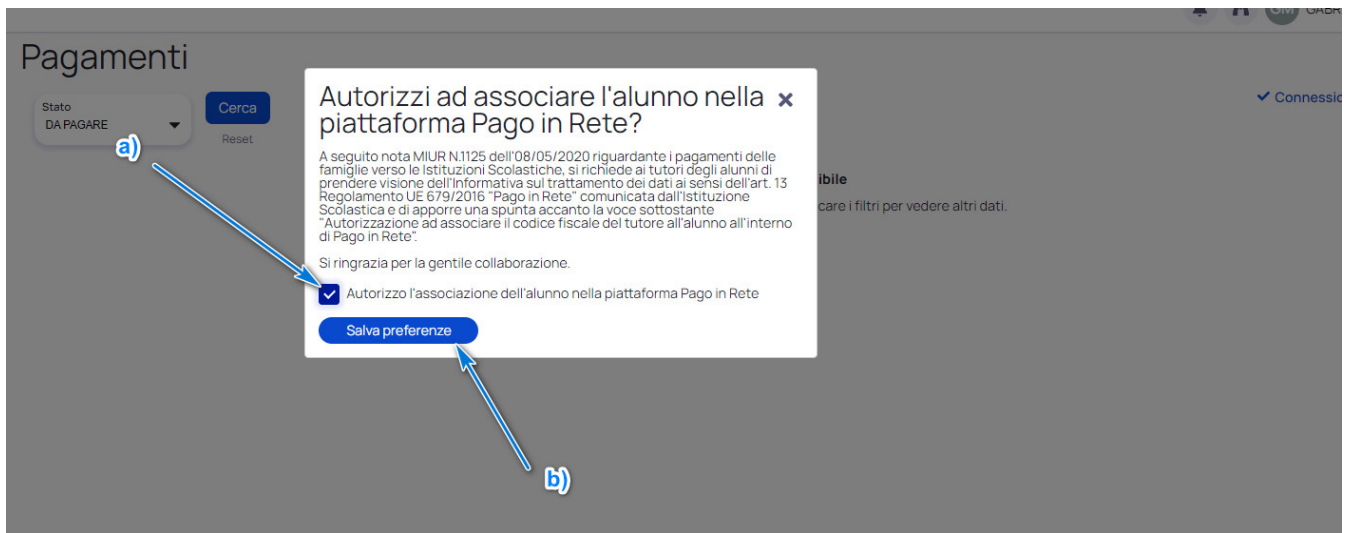 GM
Pagamenti
Stato
DA PAGARE
Cerca
Reset
a)
Autorizzi ad associare l'alunno nella
piattaforma Pago in Rete?
A seguito nota MIUR N.1125 dell'08/05/2020 riguardante i pagamenti delle
famiglie verso le Istituzioni Scolastiche, si richiede ai tutori degli alunni di
prendere visione dell'Informativa sul trattamento dei dati ai sensi dell'art. 13
Regolamento UE 679/2016 "Pago in Rete" comunicata dall'Istituzione
Scolastica e di apporre una spunta accanto la voce sottostante
"Autorizzazione ad associare il codice fiscale del tutore all'alunno all'interno
di Pago in Rete".
Si ringrazia per la gentile collaborazione.
Autorizzo l'associazione dell'alunno nella piattaforma Pago in Rete
Salva preferenze
b)
Connessio
ibile
care i filtri per vedere altri dati.